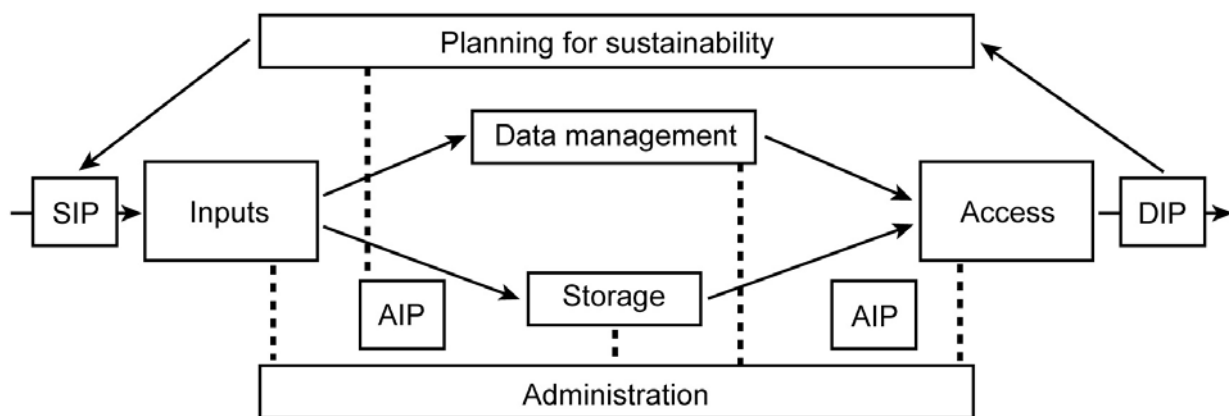 Planning for sustainability
Data management
SIP
Inputs
Access
DIP
Storage
AIP
AIP
Administration